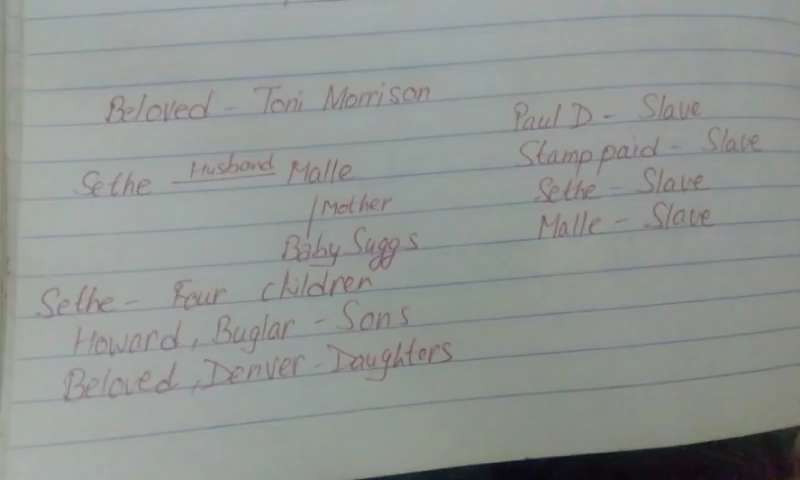 Beloved - Toni Morrison
Sethe Husband Malle
Mother
Baby Suggs
Sethe - Four children
Howard, Buglar - Sons
Beloved, Denver - Daughters
Paul D - Slave
Stamp paid - Slave
Sethe - Slave
Malle - Slave